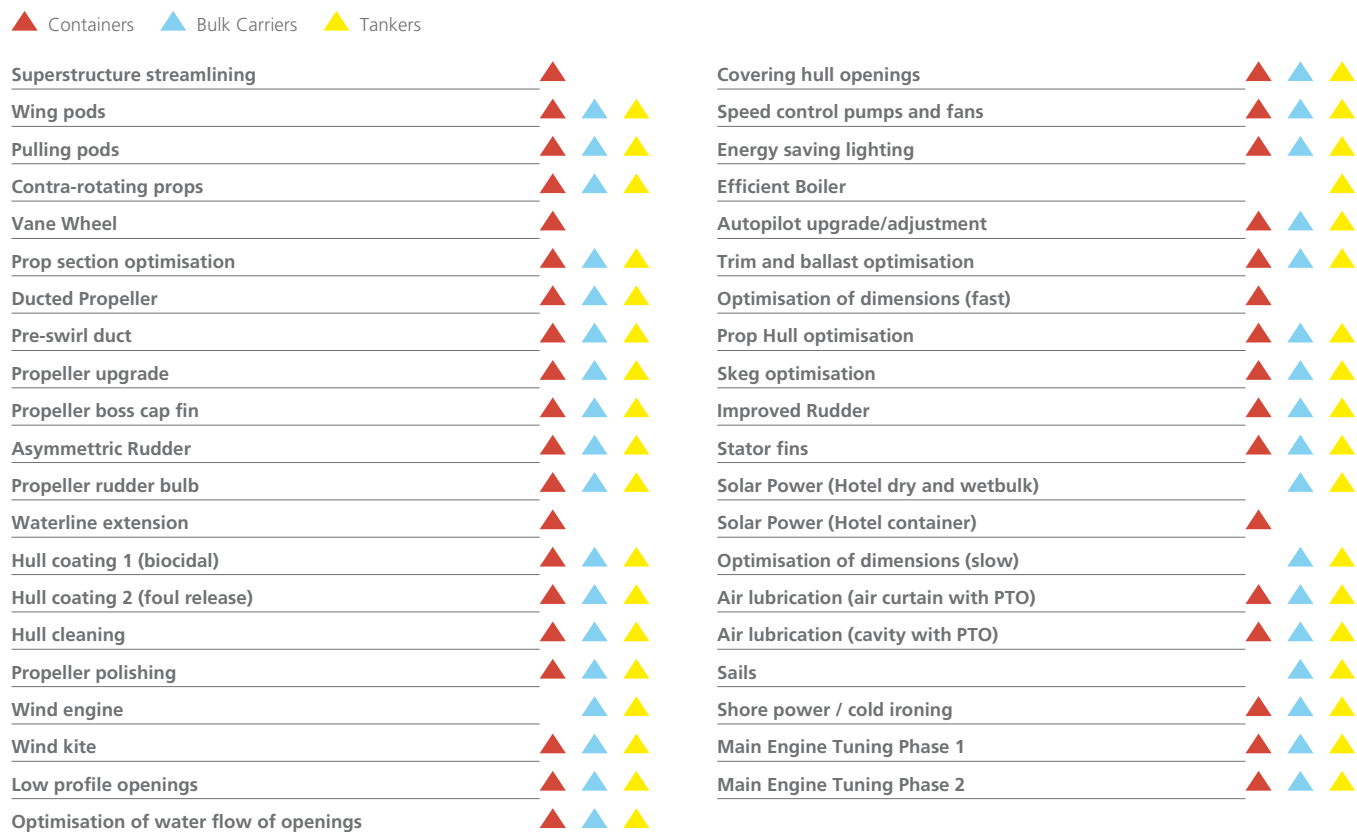 Containers Bulk Carriers Tankers
Superstructure streamlining
Wing pods
Pulling pods
Contra-rotating props
Vane Wheel
Prop section optimisation
Ducted Propeller
Pre-swirl duct
Propeller upgrade
Propeller boss cap fin
Asymmettric Rudder
Propeller rudder bulb
Waterline extension
Hull coating 1 (biocidal)
Hull coating 2 (foul release)
Hull cleaning
Propeller polishing
Wind engine
Wind kite
Low profile openings
Optimisation of water flow of openings
Covering hull openings
Speed control pumps and fans
Energy saving lighting
Efficient Boiler
Autopilot upgrade/adjustment
Trim and ballast optimisation
Optimisation of dimensions (fast)
Prop Hull optimisation
Skeg optimisation
Improved Rudder
Stator fins
Solar Power (Hotel dry and wetbulk)
Solar Power (Hotel container)
Optimisation of dimensions (slow)
Air lubrication (air curtain with PTO)
Air lubrication (cavity with PTO)
Sails
Shore power / cold ironing
Main Engine Tuning Phase 1
Main Engine Tuning Phase 2